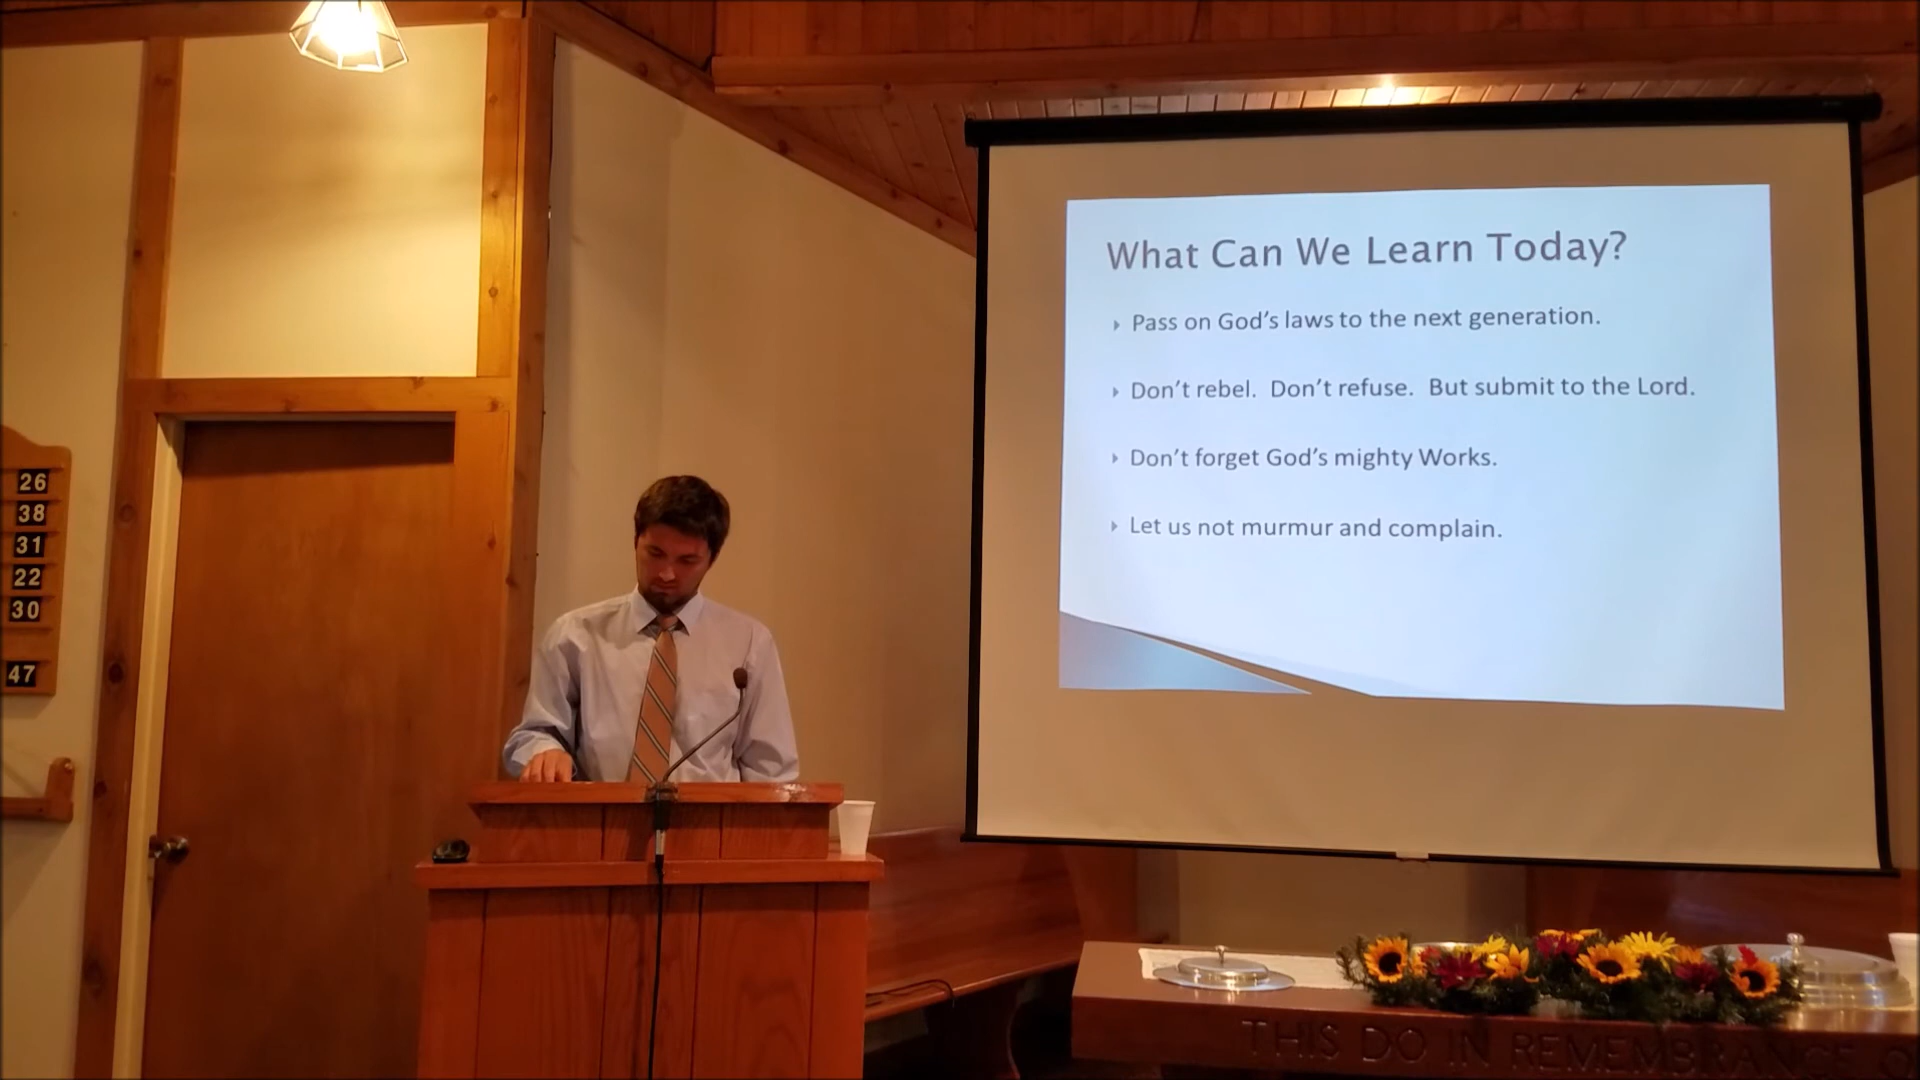 26
38
31
22
30
47
What Can We Learn Today?
Pass on God's laws to the next generation.
Don't rebel.  Don't refuse.  But submit to the Lord.
Don't forget God's mighty Works.
Let us not murmur and complain.
THIS DO IN REMEMBRANCE O